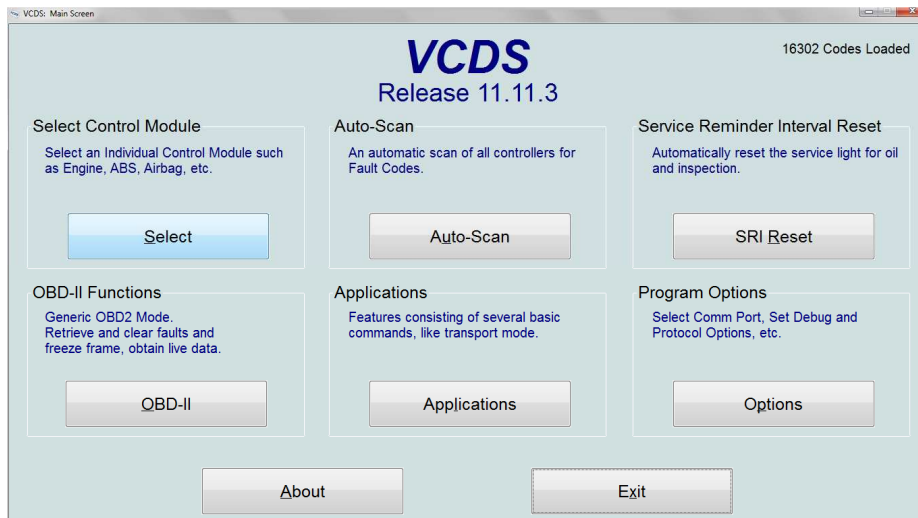 VCDS: Main Screen
VCDS
Release 11.11.3
16302 Codes Loaded
Select Control Module
Select an Individual Control Module such
as Engine, ABS, Airbag, etc.
Select
Auto-Scan
An automatic scan of all controllers for
Fault Codes.
Auto-Scan
Service Reminder Interval Reset
Automatically reset the service light for oil
and inspection.
SRI Reset
OBD-II Functions
Generic OBD2 Mode.
Retrieve and clear faults and
freeze frame, obtain live data.
OBD-II
Applications
Features consisting of several basic
commands, like transport mode.
Applications
Program Options
Select Comm Port, Set Debug and
Protocol Options, etc.
Options
About
Exit